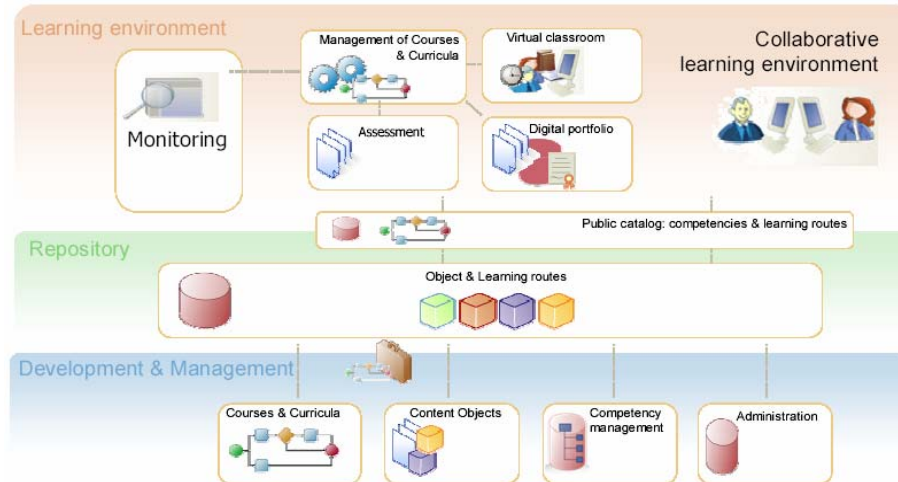 Learning environment
Management of Courses
& Curricula
Virtual classroom
Collaborative
learning environment
Monitoring
Assessment
Digital portfolio
Public catalog: competencies & learning routes
Repository
Object & Learning routes
Development & Management
Courses & Curricula
Content Objects
Competency
management
Administration